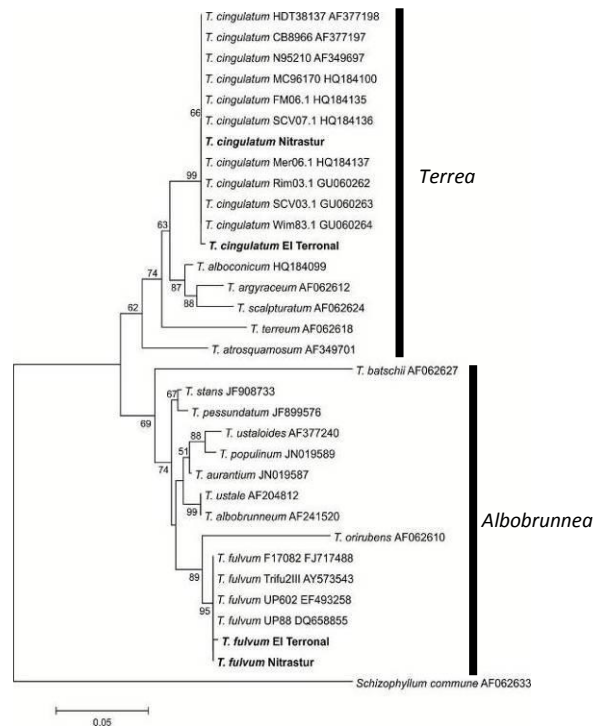 T. cingulatum HDT38137 AF377198
T. cingulatum CB8966 AF377197
T. cingulatum N95210 AF349697
T. cingulatum MC96170 HQ184100
T. cingulatum FM06.1 HQ184135
T. cingulatum SCV07.1 HQ184136
66
T. cingulatum Nitrastur
T. cingulatum Mer06.1 HQ184137
99
T. cingulatum Rim03.1 GU060262
T. cingulatum SCV03.1 GU060263
T. cingulatum Wim83.1 GU060264
63
T. cingulatum El Terronal
Terrea
T. alboconicum HQ184099
74
87
T. argyraceum AF062612
88
T. scalpturatum AF062624
62
T. terreum AF062618
T. atrosquamosum AF349701
T. batschii AF062627
67
T. stans JF908733
T. pessundatum JF899576
69
88
T. ustaloides AF377240
51
T. populinum JN019589
74
T. aurantium JN019587
T. ustale AF204812
99
T. albobrunneum AF241520
Albobrunnea
T. orirubens AF062610
T. fulvum F17082 FJ717488
89
T. fulvum Trifu2III AY573543
T. fulvum UP602 EF493258
95
T. fulvum UP88 DQ658855
T. fulvum El Terronal
T. fulvum Nitrastur
Schizophyllum commune AF062633
0.05